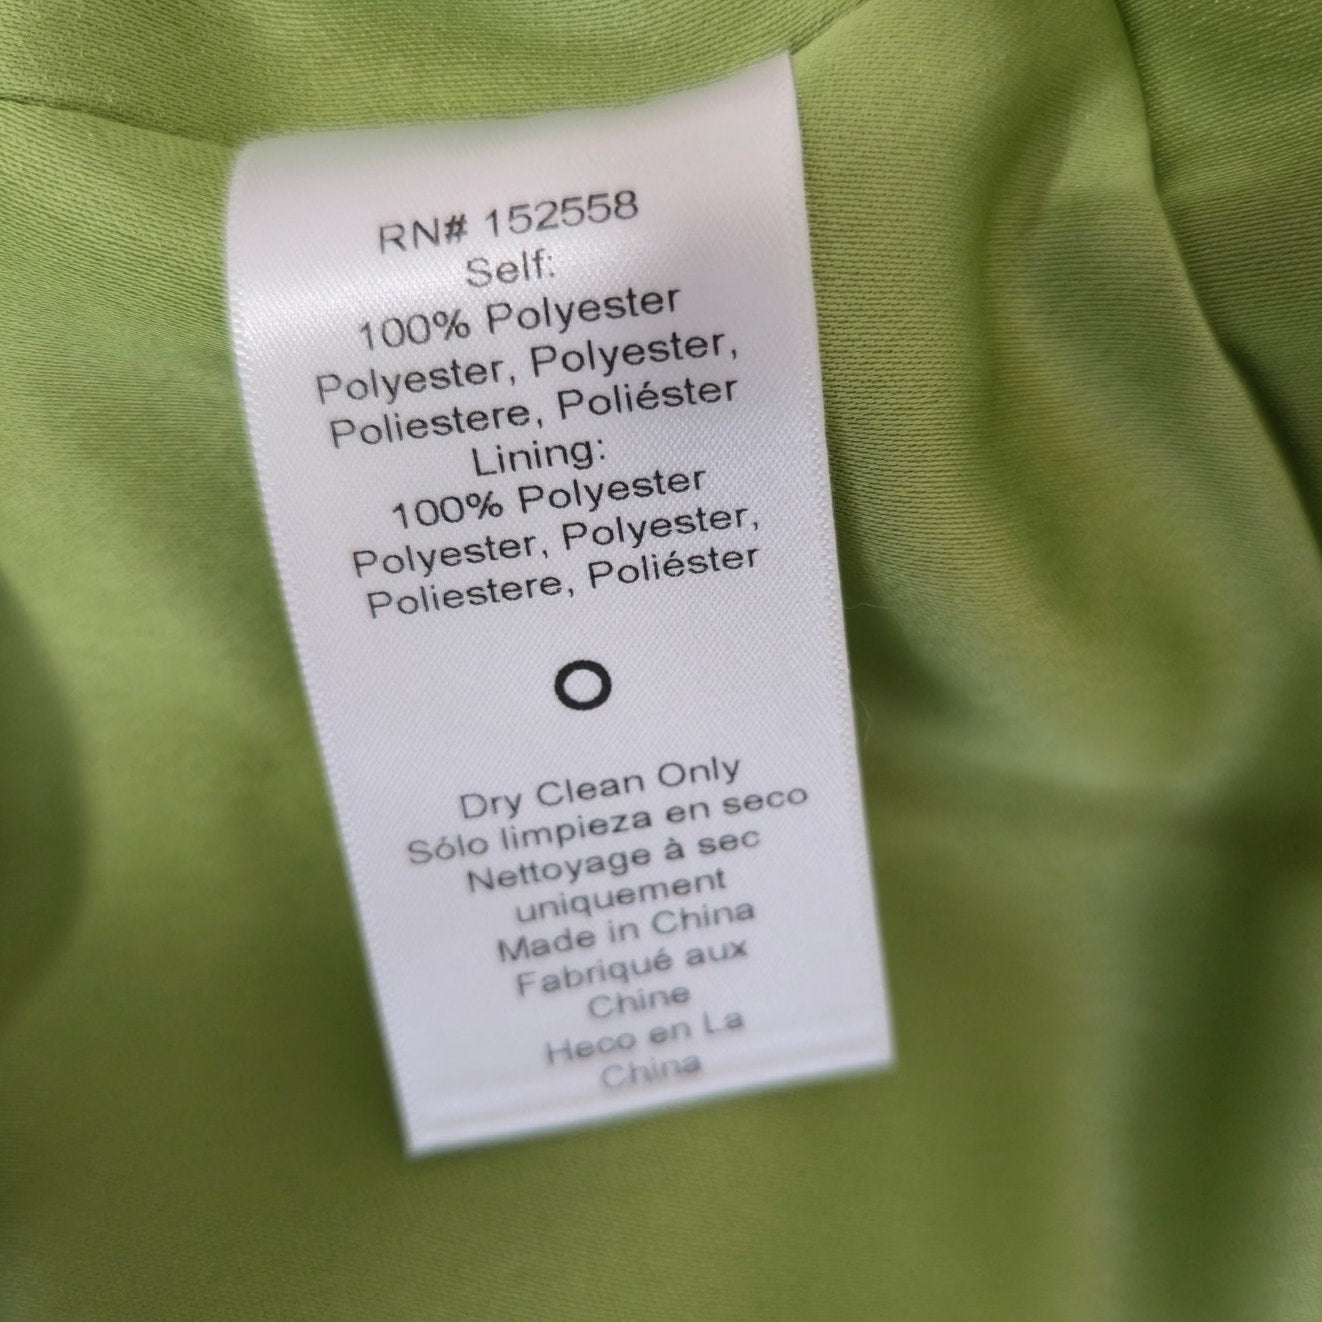 RN# 152558
Self:
100% Polyester
Polyester, Polyester,
Poliestere, Poliéster
Lining:
100% Polyester
Polyester, Polyester,
Poliestere, Poliéster
Dry Clean Only
Sólo limpieza en seco
Nettoyage à sec
uniquement
Made in China
Fabriqué aux
Chine
Heco en La
China